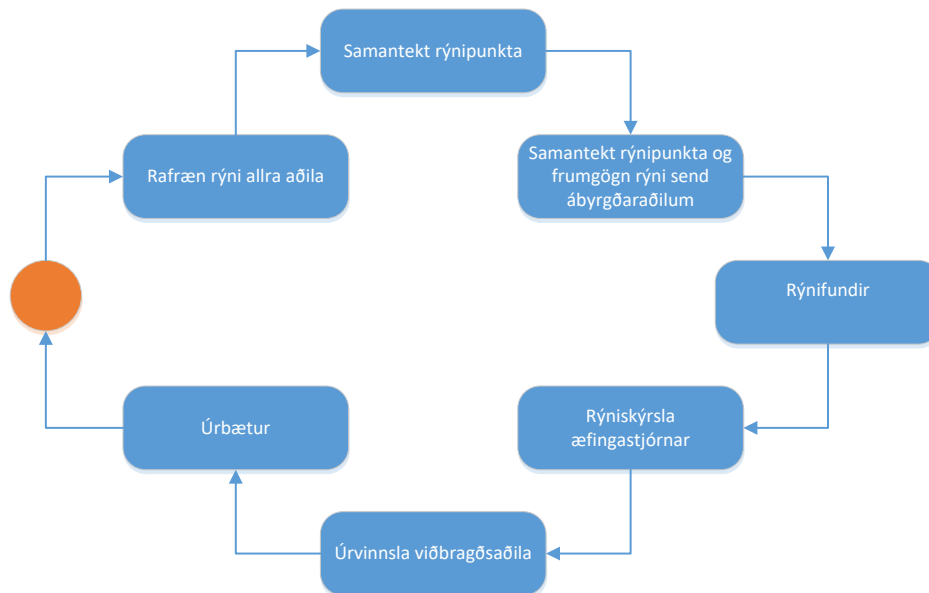 Samantekt rýnipunkta
Rafræn rýni allra aðila
Samantekt rýnipunkta og
frumgögn rýni send
ábyrgðaraðilum
Rýnifundir
Rýniskýrsla
æfingastjórnar
Úrvinnsla viðbragðsaðila
Úrbætur